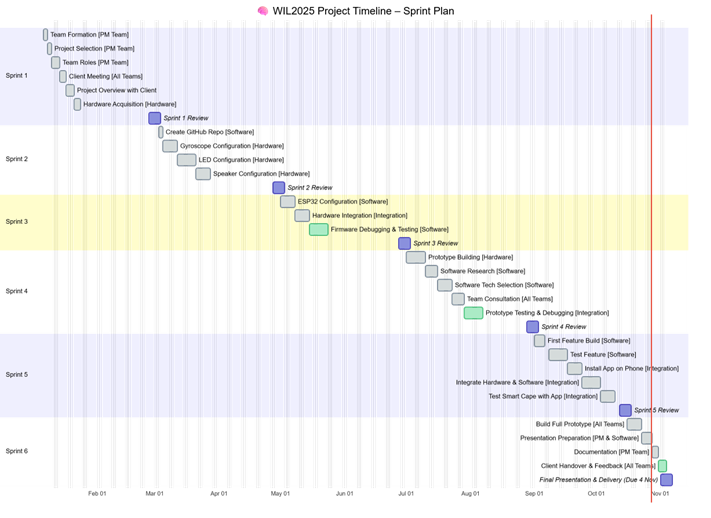 🧠 WIL2025 Project Timeline – Sprint Plan
Sprint 1
Team Formation [PM Team]
Project Selection [PM Team]
Team Roles [PM Team]
Client Meeting [All Teams]
Project Overview with Client
Hardware Acquisition [Hardware]
Sprint 1 Review
Sprint 2
Create GitHub Repo [Software]
Gyroscope Configuration [Hardware]
LED Configuration [Hardware]
Speaker Configuration [Hardware]
Sprint 2 Review
Sprint 3
ESP32 Configuration [Software]
Hardware Integration [Integration]
Firmware Debugging & Testing [Software]
Sprint 3 Review
Sprint 4
Prototype Building [Hardware]
Software Research [Software]
Software Tech Selection [Software]
Team Consultation [All Teams]
Prototype Testing & Debugging [Integration]
Sprint 4 Review
Sprint 5
First Feature Build [Software]
Test Feature [Software]
Install App on Phone [Integration]
Integrate Hardware & Software [Integration]
Test Smart Cape with App [Integration]
Sprint 5 Review
Sprint 6
Build Full Prototype [All Teams]
Presentation Preparation [PM & Software]
Documentation [PM Team]
Client Handover & Feedback [All Teams]
Final Presentation & Delivery (Due 4 Nov)
Feb 01 Mar 01 Apr 01 May 01 Jun 01 Jul 01 Aug 01 Sep 01 Oct 01 Nov 01